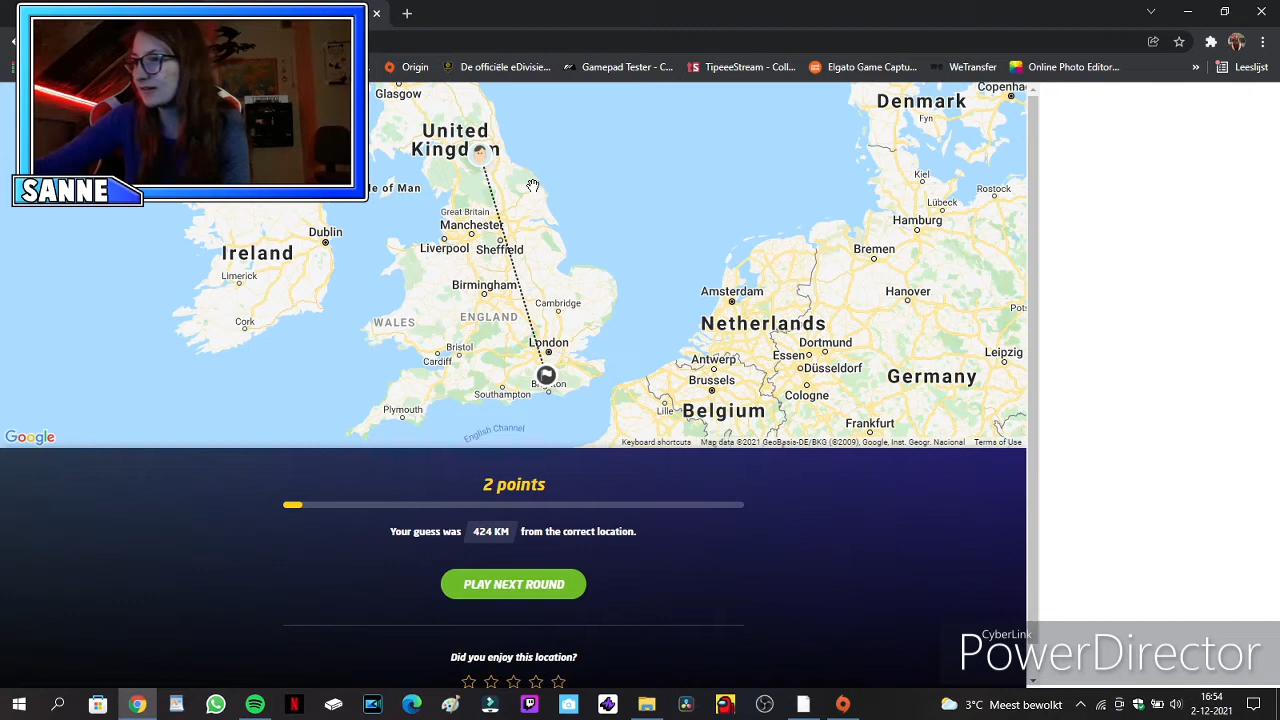 Origin
De officiële eDivisie...
Gamepad Tester - C...
TipeeeStream - Coll...
Elgato Game Captu...
WeTransfer
Online Photo Editor...
»
Leeslijst
SANNE
Glasgow
United
Kingdom
le of Man
Great Britain
Manchester
Dublin
Ireland
Liverpool
Sheffield
Limerick
Birmingham
Cambridge
WALES
ENGLAND
Cork
London
Bristol
Cardiff
Southampton
Plymouth
English Channel
Denmark
Copenha
Fyn
Kiel
Rostock
Lübeck
Hamburg
Bremen
Amsterdam
Hanover
Pots
Netherlands
Dortmund
Essen
Leipzig
Antwerp
Düsseldorf
Brussels
Germany
Cologne
Belgium
Lille
Frankfurt
Google
Keyboard shortcuts
Map data ©2021 GeoBasis-DE/BKG (©2009), Google, Inst. Geogr. Nacional
Terms of Use
2 points
Your guess was 424 KM from the correct location.
PLAY NEXT ROUND
Did you enjoy this location?
CyberLink
PowerDirector
3°C Meest bewolkt
16:54
2-12-2021